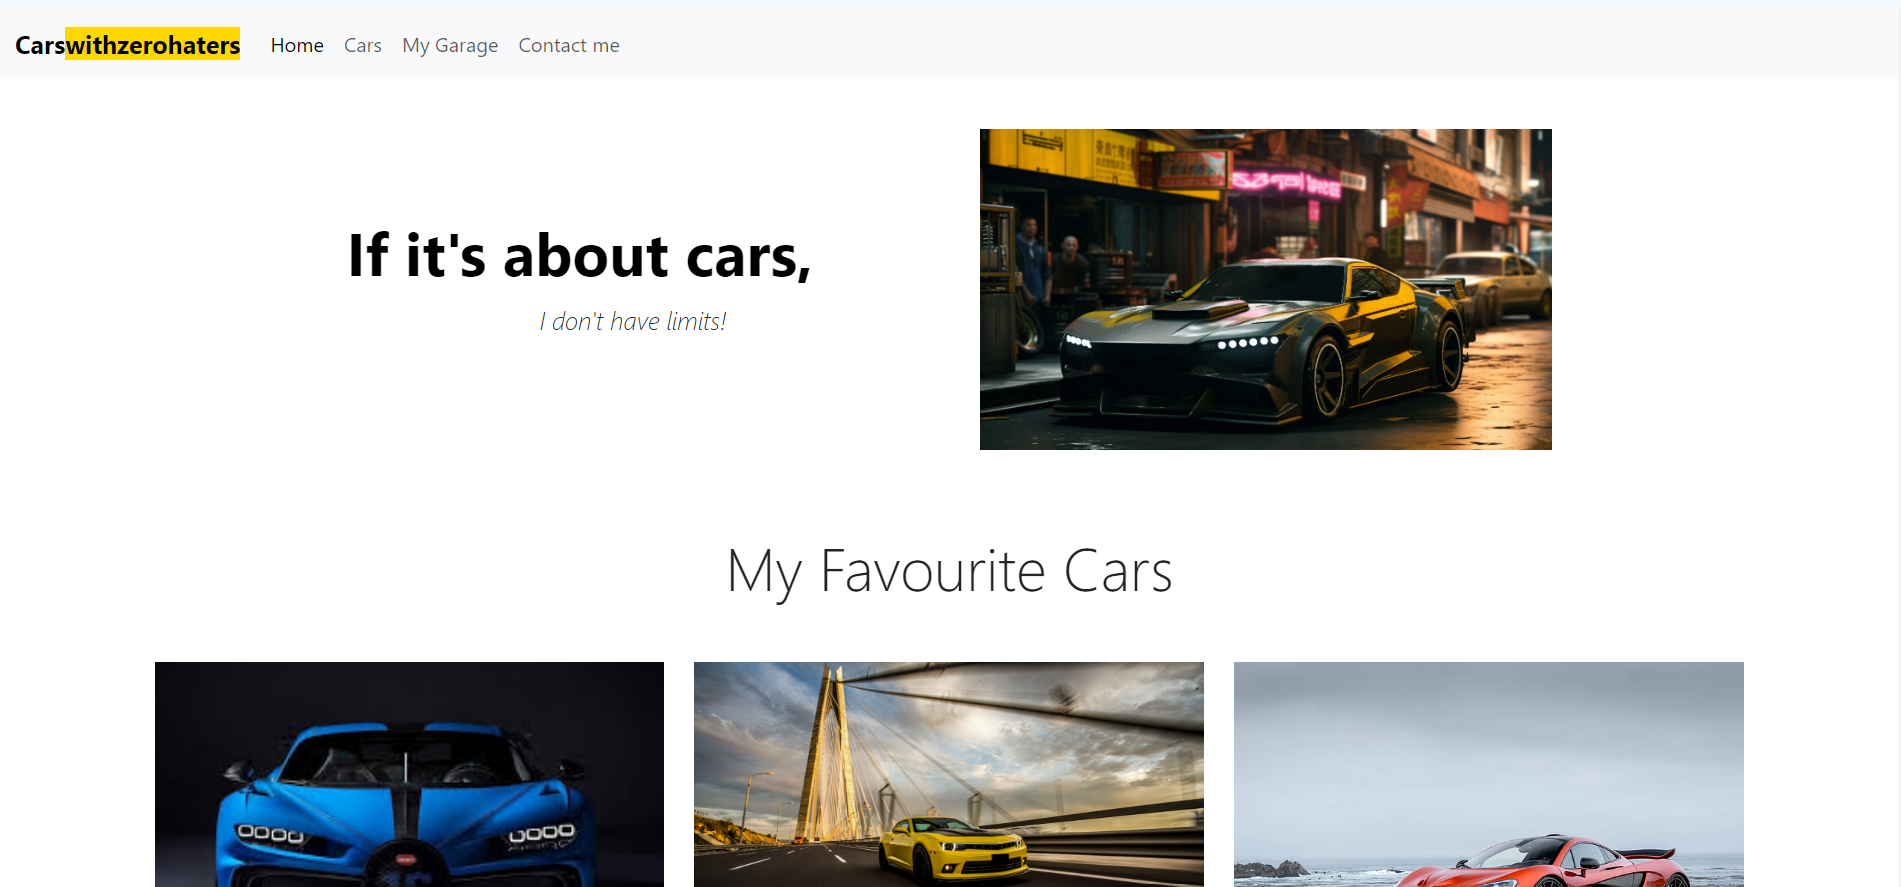 Carswithzerohaters Home Cars My Garage Contact me
If it's about cars,
I don't have limits!
My Favourite Cars